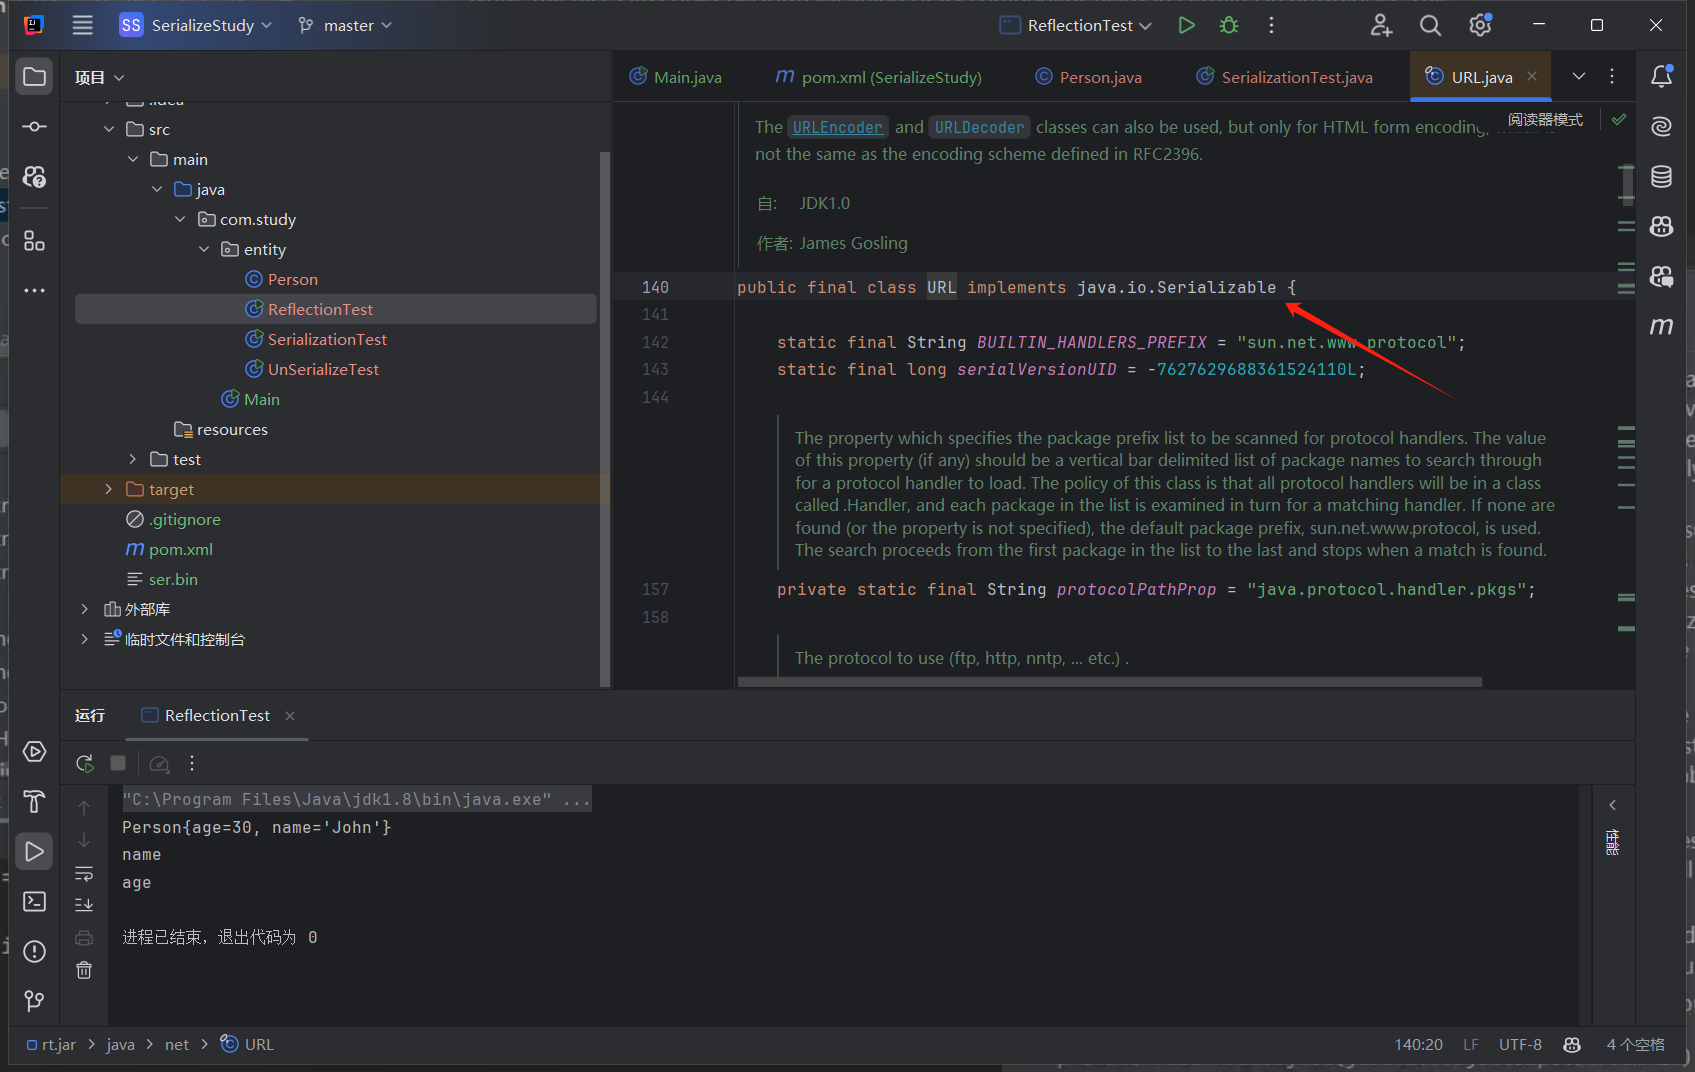 SS SerializeStudy master ReflectionTest
项目
Main.java pom.xml (SerializeStudy) Person.java SerializationTest.java URL.java
.idea
src
main
java
com.study
entity
Person
ReflectionTest
SerializationTest
UnSerializeTest
Main
resources
test
target
.gitignore
pom.xml
ser.bin
外部库
临时文件和控制台
阅读器模式
The URLEncoder and URLDecoder classes can also be used, but only for HTML form encoding,
not the same as the encoding scheme defined in RFC2396.
自: JDK1.0
作者: James Gosling
140 public final class URL implements java.io.Serializable {
141
142 static final String BUILTIN_HANDLERS_PREFIX = "sun.net.www.protocol";
143 static final long serialVersionUID = -7627629688361524110L;
144
The property which specifies the package prefix list to be scanned for protocol handlers. The value
of this property (if any) should be a vertical bar delimited list of package names to search through
for a protocol handler to load. The policy of this class is that all protocol handlers will be in a class
called .Handler, and each package in the list is examined in turn for a matching handler. If none are
found (or the property is not specified), the default package prefix, sun.net.www.protocol, is used.
The search proceeds from the first package in the list to the last and stops when a match is found.
157 private static final String protocolPathProp = "java.protocol.handler.pkgs";
158
The protocol to use (ftp, http, nntp, ... etc.) .
运行 ReflectionTest
"C:\Program Files\Java\jdk1.8\bin\java.exe" ...
Person{age=30, name='John'}
name
age
进程已结束，退出代码为 0
性能
rt.jar java net URL
140:20 LF UTF-8 4 个空格